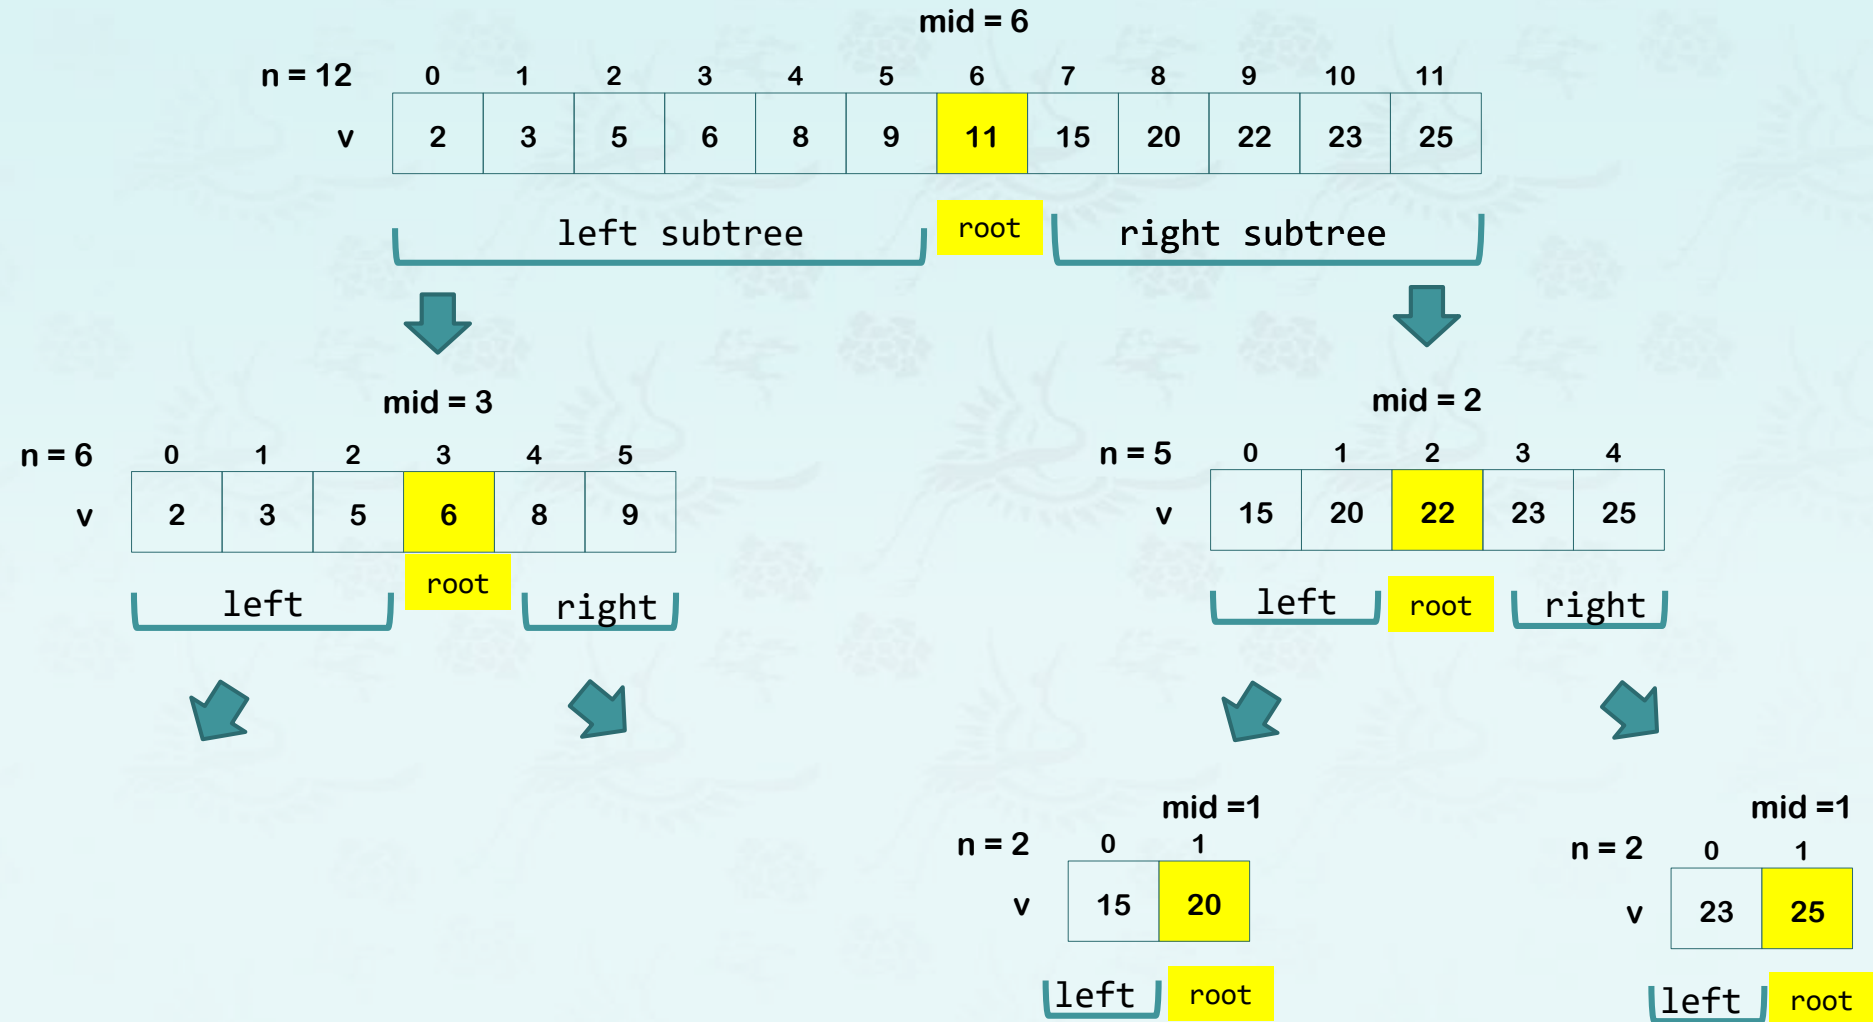 mid = 6
n = 12 0 1 2 3 4 5 6 7 8 9 10 11
v 2 3 5 6 8 9 11 15 20 22 23 25
left subtree root right subtree
mid = 3
n = 6 0 1 2 3 4 5
v 2 3 5 6 8 9
left root right
mid = 2
n = 5 0 1 2 3 4
v 15 20 22 23 25
left root right
mid =1
n = 2 0 1
v 15 20
left root
mid =1
n = 2 0 1
v 23 25
left root